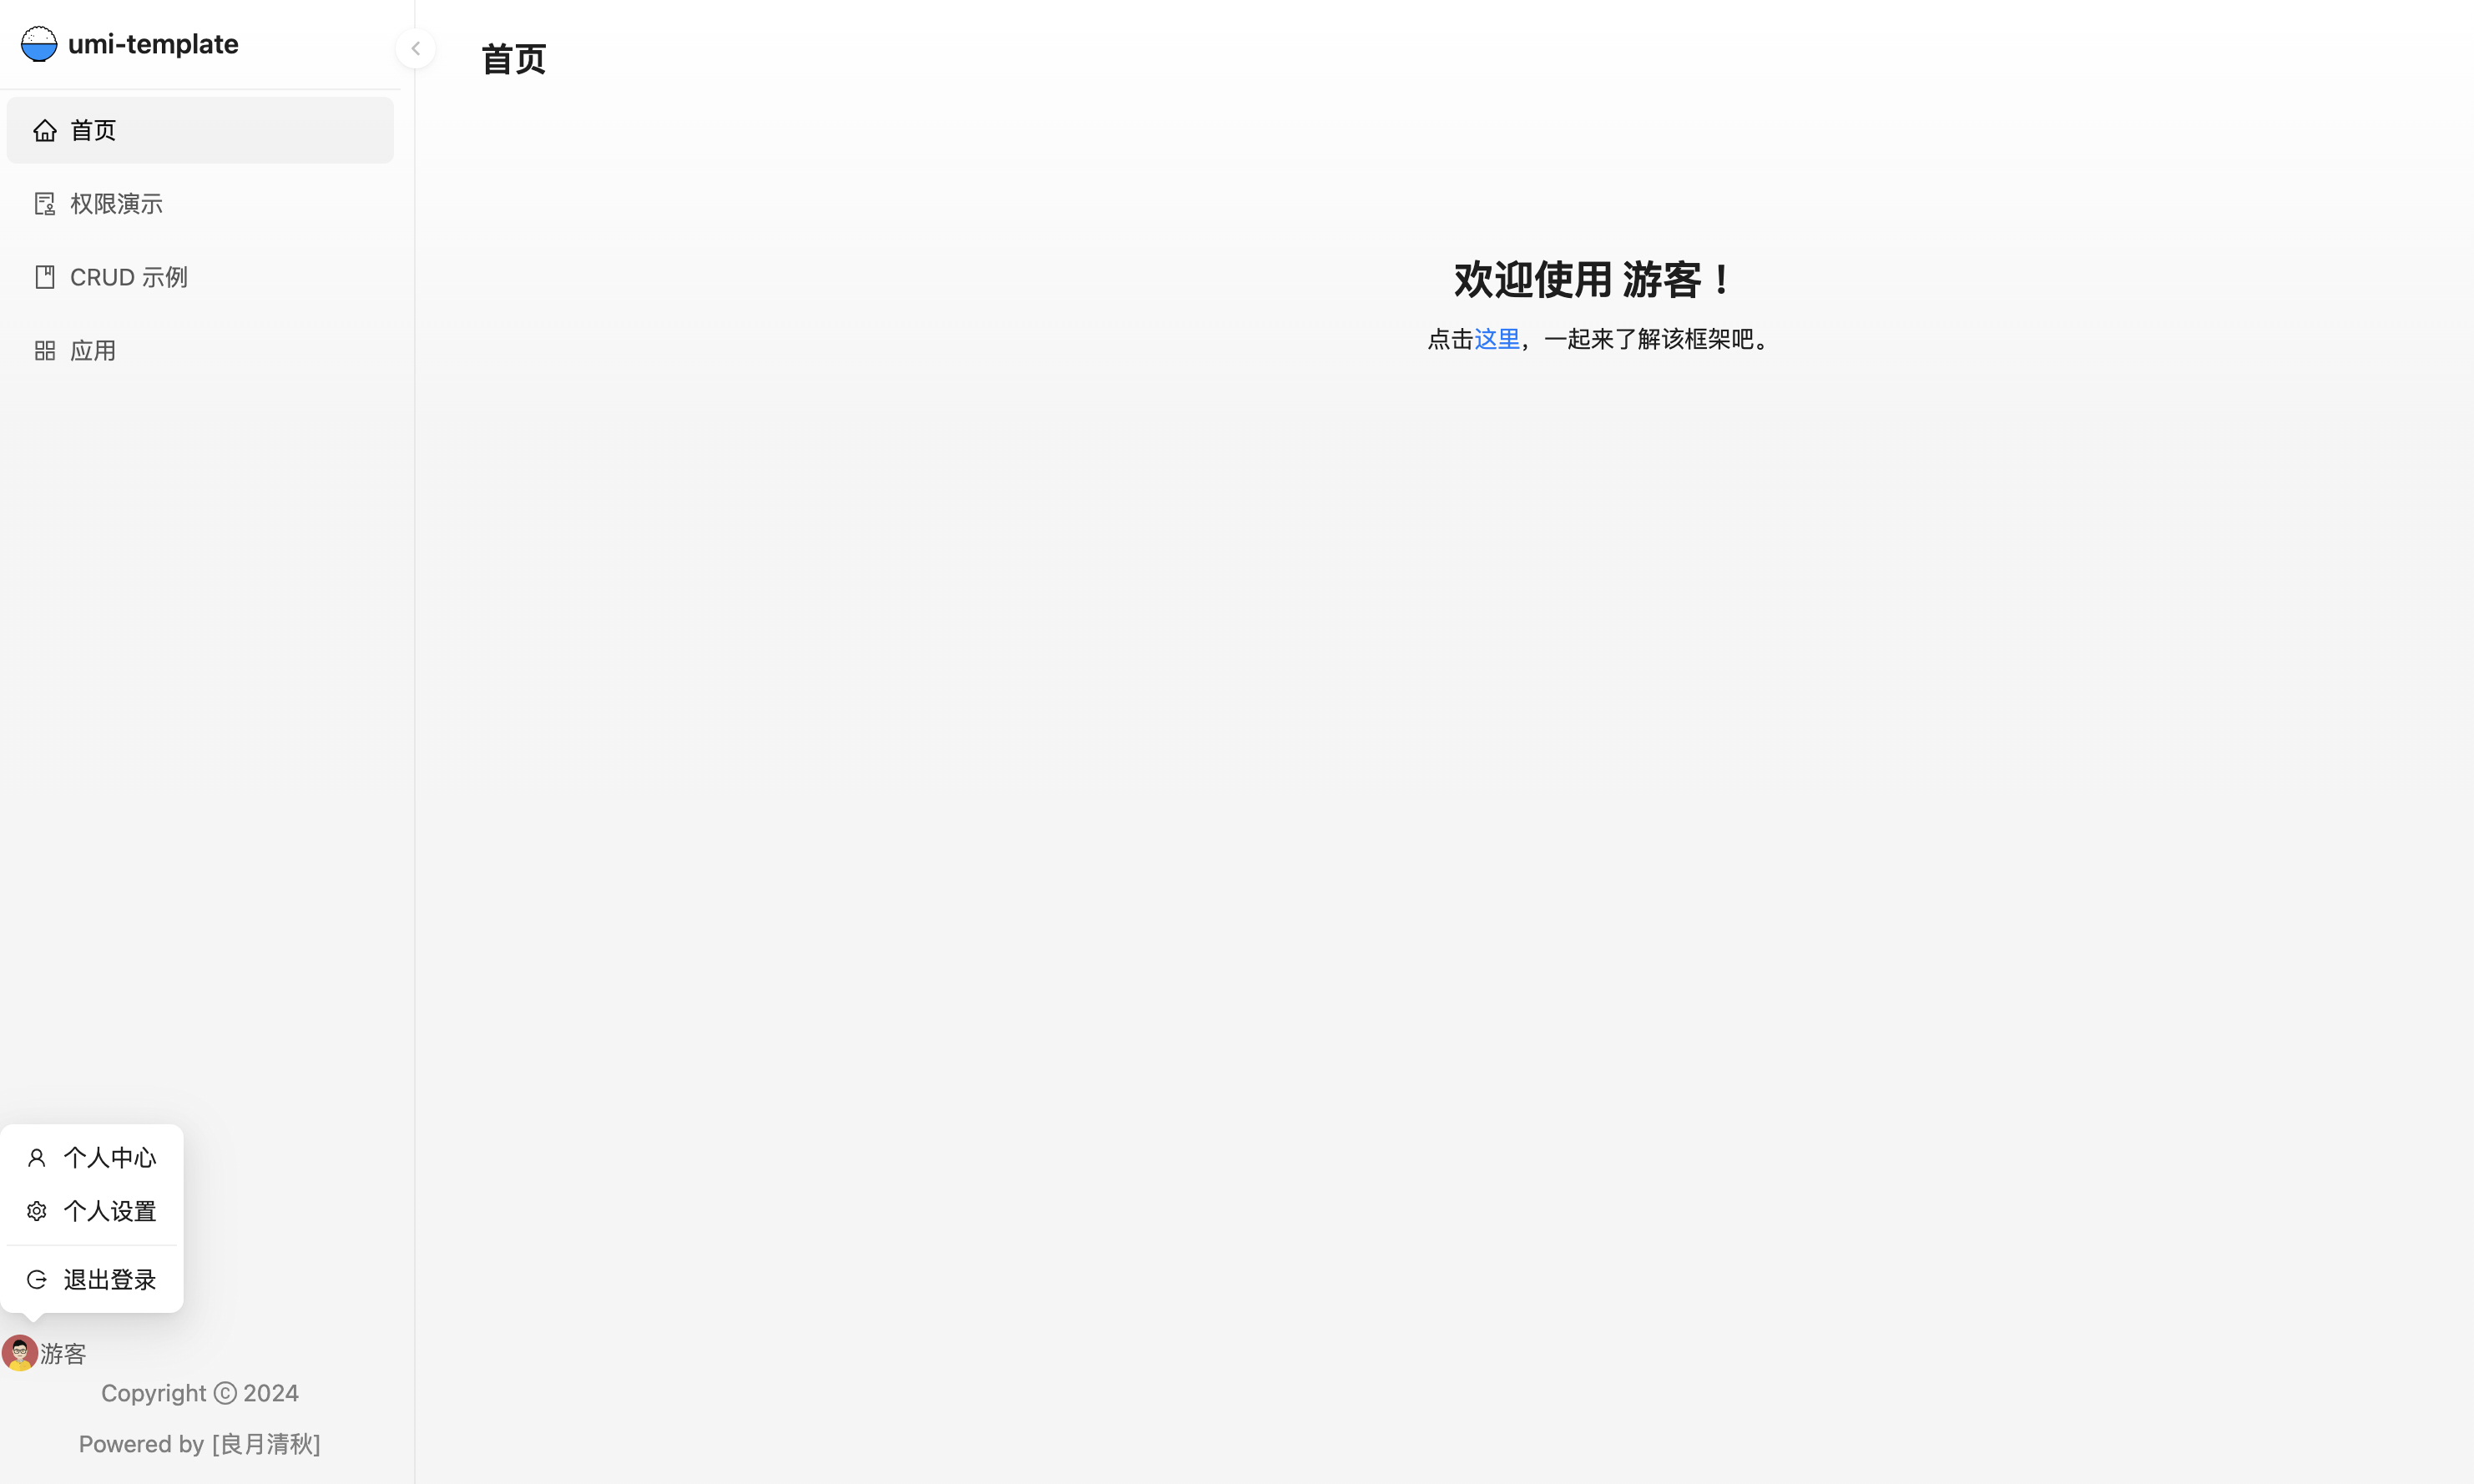 umi-template
首页
权限演示
CRUD 示例
应用
首页
欢迎使用 游客！
点击这里，一起来了解该框架吧。
个人中心
个人设置
退出登录
游客
Copyright © 2024
Powered by [良月清秋]